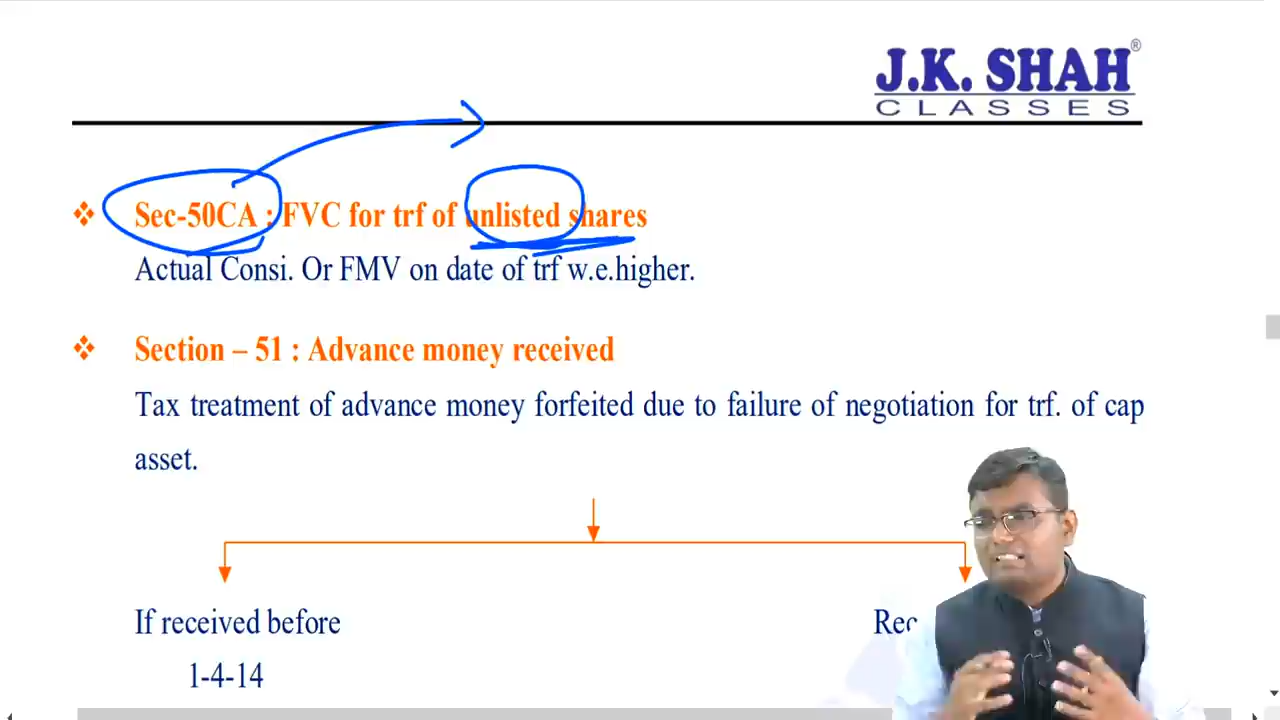 J.K. SHAH®
CLASSES
❖ Sec-50CA : FVC for trf of unlisted shares
Actual Consi. Or FMV on date of trf w.e.higher.
❖ Section – 51 : Advance money received
Tax treatment of advance money forfeited due to failure of negotiation for trf. of cap
asset.
If received before
1-4-14